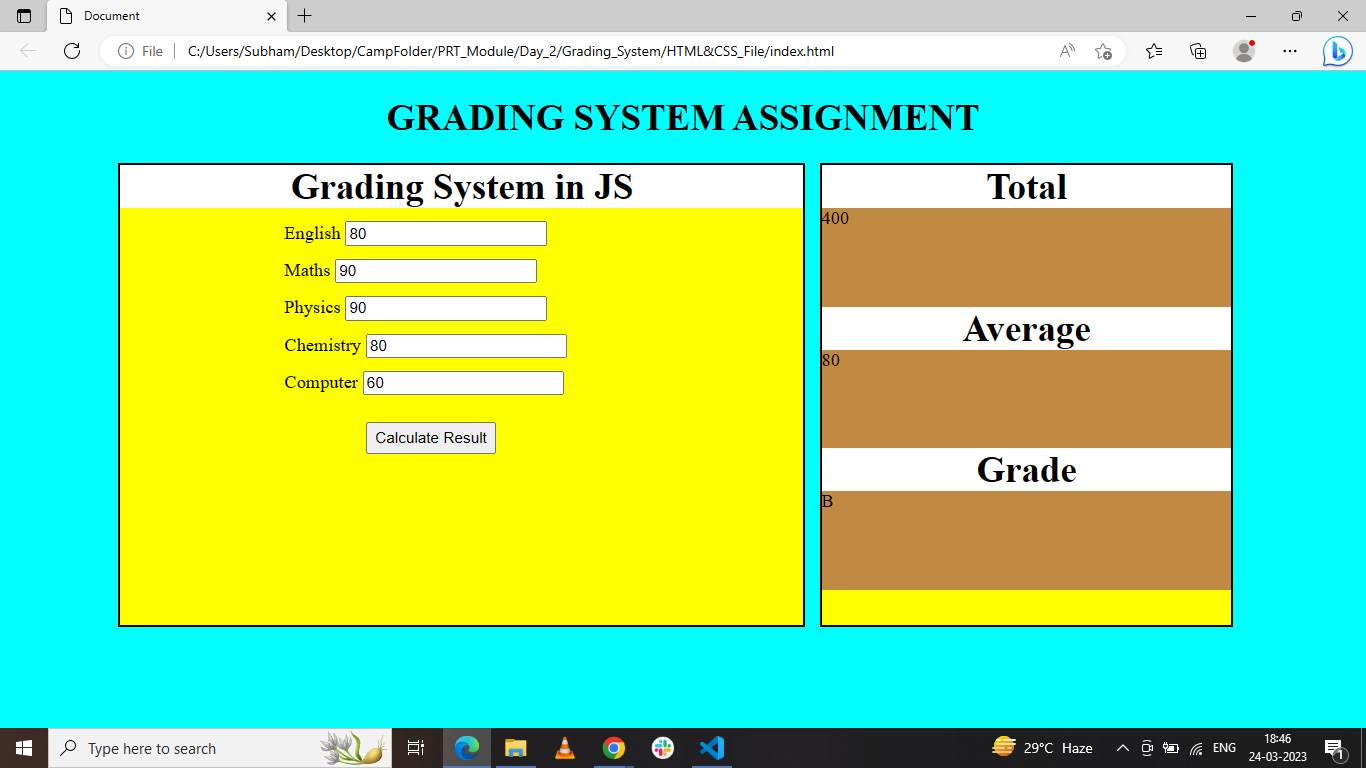 Document
File
C:/Users/Subham/Desktop/CampFolder/PRT_Module/Day_2/Grading_System/HTML&CSS_File/index.html
GRADING SYSTEM ASSIGNMENT
Grading System in JS
English 80
Maths 90
Physics 90
Chemistry 80
Computer 60
Calculate Result
Total
400
Average
80
Grade
B
Type here to search
29°C Haze
ENG
18:46
24-03-2023
1